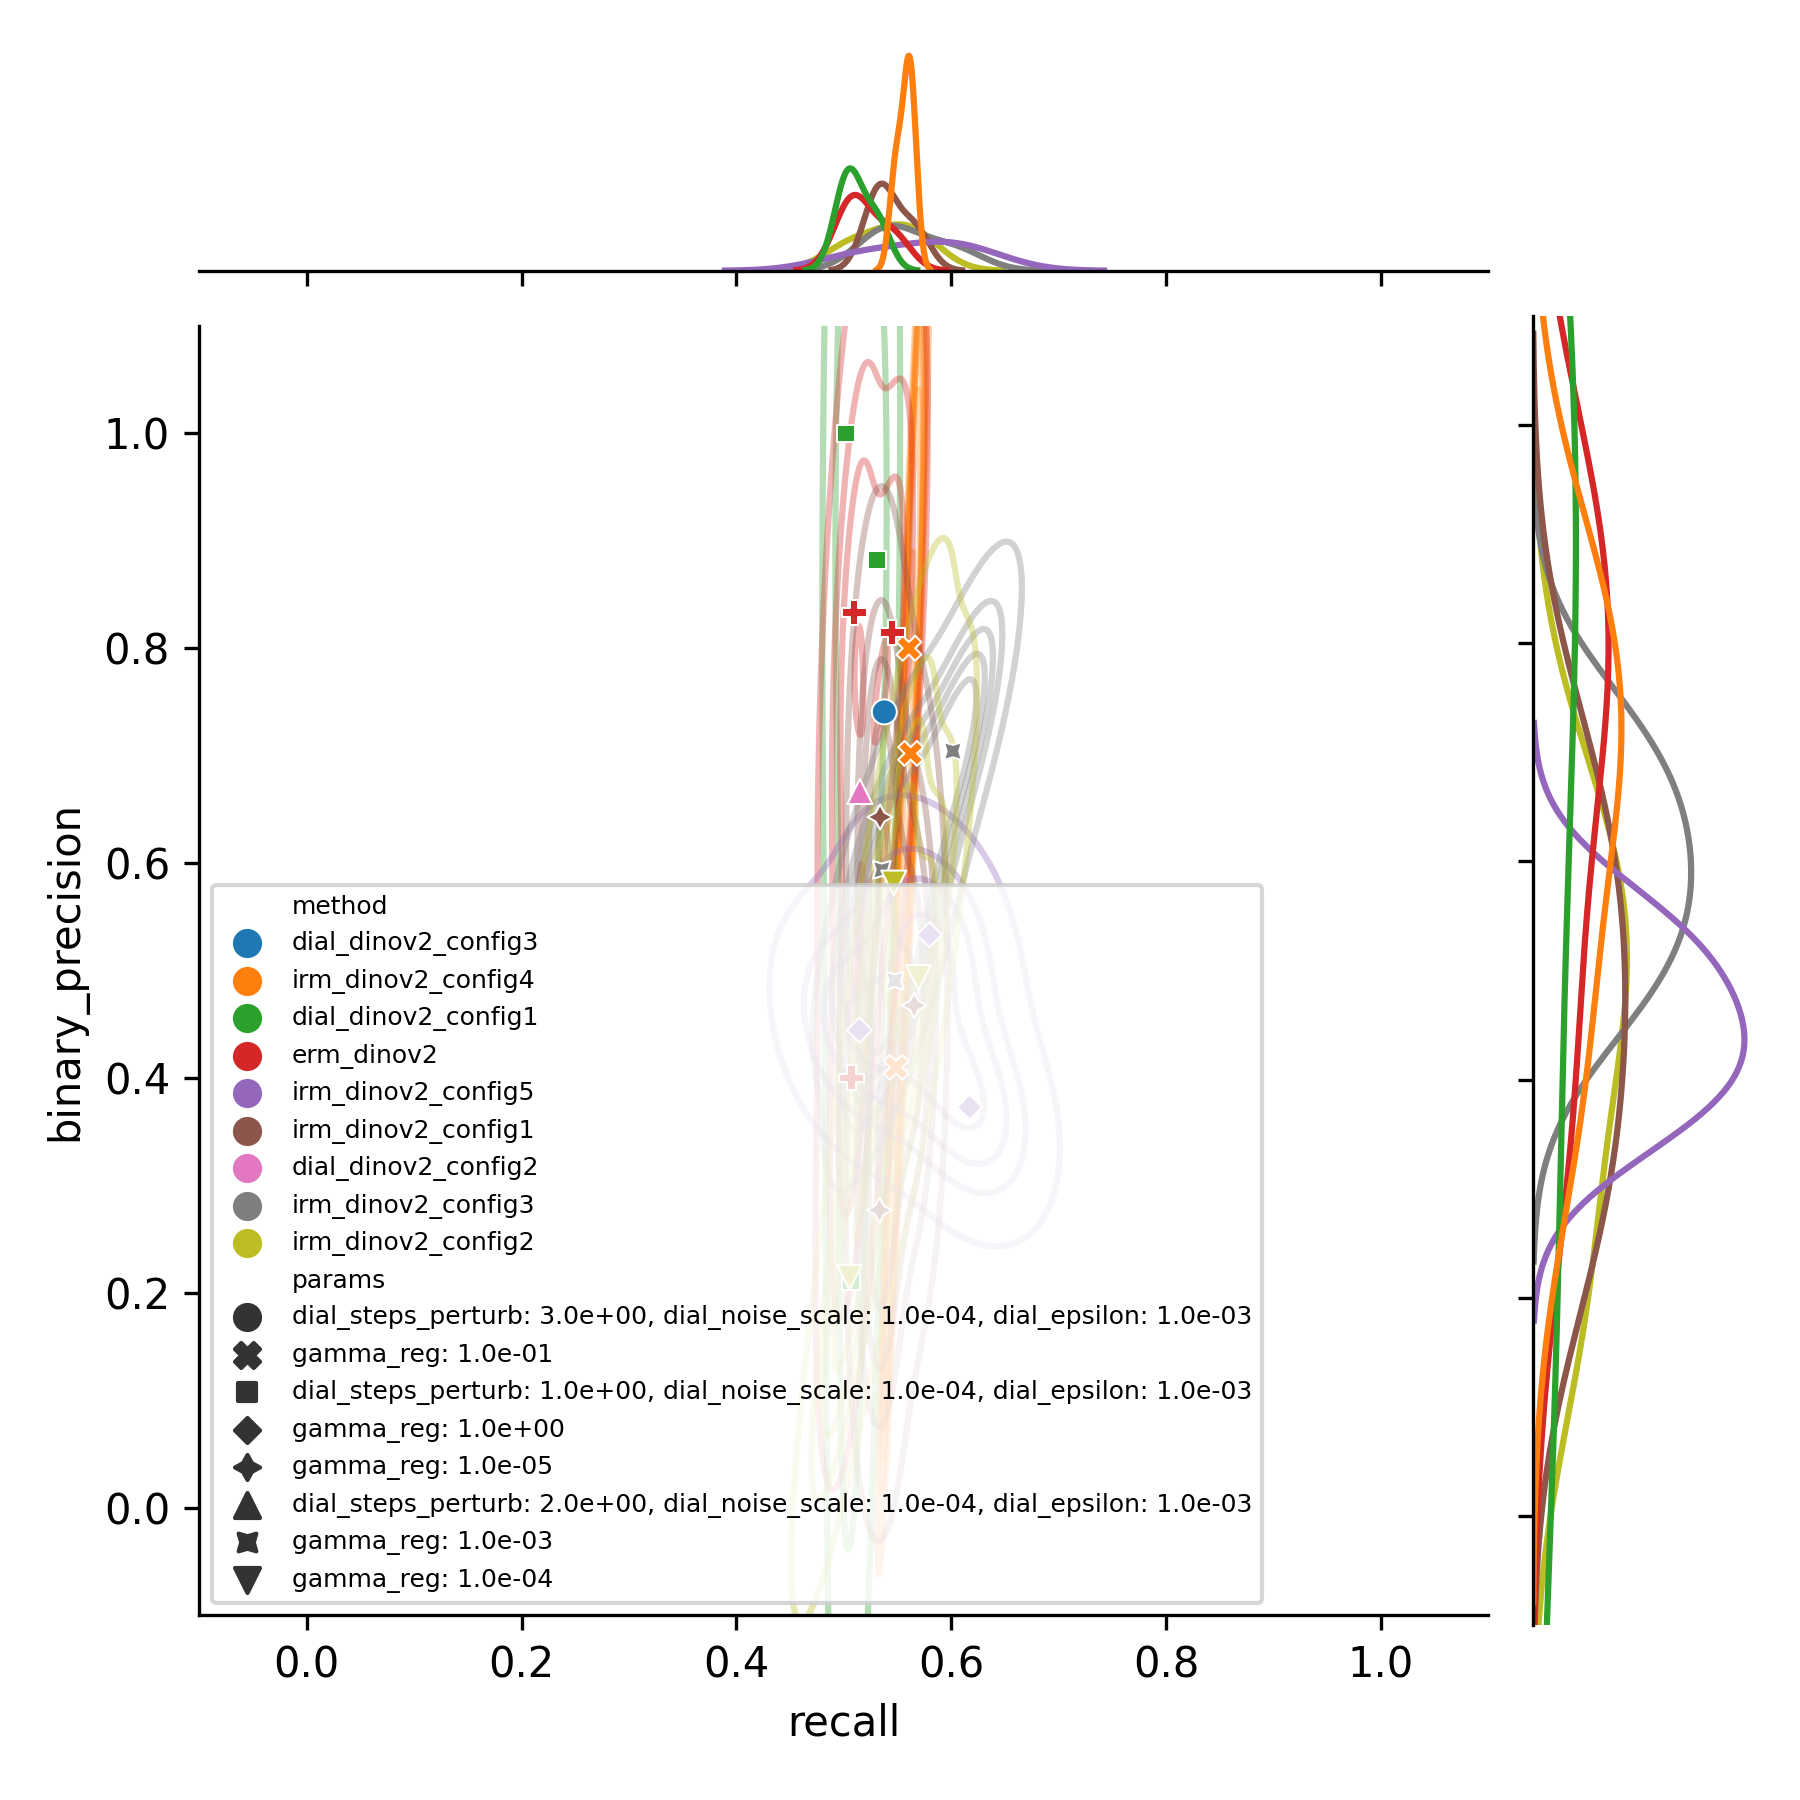 1.0
0.8
0.6
0.4
0.2
0.0
binary_precision
method
dial_dinov2_config3
irm_dinov2_config4
dial_dinov2_config1
erm_dinov2
irm_dinov2_config5
irm_dinov2_config1
dial_dinov2_config2
irm_dinov2_config3
irm_dinov2_config2
params
dial_steps_perturb: 3.0e+00, dial_noise_scale: 1.0e-04, dial_epsilon: 1.0e-03
gamma_reg: 1.0e-01
dial_steps_perturb: 1.0e+00, dial_noise_scale: 1.0e-04, dial_epsilon: 1.0e-03
gamma_reg: 1.0e+00
gamma_reg: 1.0e-05
dial_steps_perturb: 2.0e+00, dial_noise_scale: 1.0e-04, dial_epsilon: 1.0e-03
gamma_reg: 1.0e-03
gamma_reg: 1.0e-04
0.0 0.2 0.4 0.6 0.8 1.0
recall